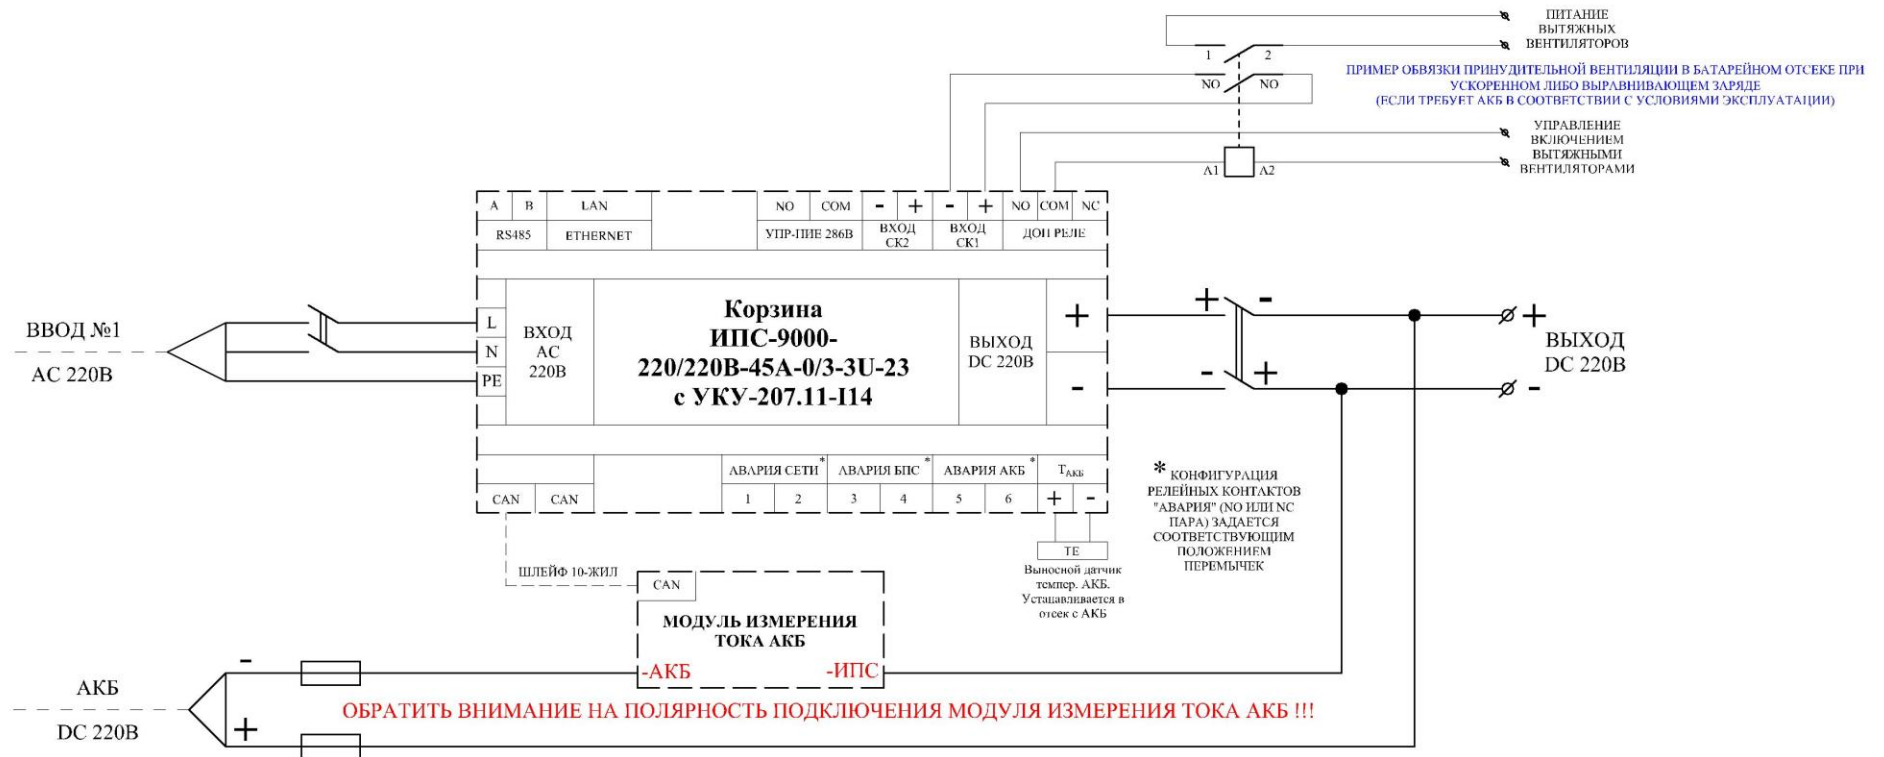 ПИТАНИЕ
ВЫТЯЖНЫХ
ВЕНТИЛЯТОРОВ
1 2
NO NO
ПРИМЕР ОБВЯЗКИ ПРИНУДИТЕЛЬНОЙ ВЕНТИЛЯЦИИ В БАТАРЕЙНОМ ОТСЕКЕ ПРИ
УСКОРЕННОМ ЛИБО ВЫРАВНИВАЮЩЕМ ЗАРЯДЕ
(ЕСЛИ ТРЕБУЕТ АКБ В СООТВЕТСТВИИ С УСЛОВИЯМИ ЭКСПЛУАТАЦИИ)
УПРАВЛЕНИЕ
ВКЛЮЧЕНИЕМ
ВЫТЯЖНЫМИ
ВЕНТИЛЯТОРАМИ
A1 A2
A B LAN NO COM - + - + NO COM NC
RS485 ETHERNET УПР-ПИЕ 286В ВХОД СК2 ВХОД СК1 ДОП РЕЛЕ
ВВОД №1
AC 220В
L
N
PE
ВХОД
AC
220В
Корзина
ИПС-9000-
220/220В-45А-0/3-3U-23
с УКУ-207.11-I14
ВЫХОД
DC 220В
+
-
+ -
- +
+
-
ВЫХОД
DC 220В
АВАРИЯ СЕТИ* АВАРИЯ БПС* АВАРИЯ АКБ* TАКБ
CAN CAN 1 2 3 4 5 6 + -
* КОНФИГУРАЦИЯ
РЕЛЕЙНЫХ КОНТАКТОВ
"АВАРИЯ" (NO ИЛИ NC
ПАРА) ЗАДАЕТСЯ
СООТВЕТСТВУЮЩИМ
ПОЛОЖЕНИЕМ
ПЕРЕМЫЧЕК
TE
Выносной датчик
темпер. АКБ.
Устанавливается в
отсек с АКБ
ШЛЕЙФ 10-ЖИЛ
CAN
МОДУЛЬ ИЗМЕРЕНИЯ
ТОКА АКБ
-АКБ -ИПС
АКБ
DC 220В
-
+
ОБРАТИТЬ ВНИМАНИЕ НА ПОЛЯРНОСТЬ ПОДКЛЮЧЕНИЯ МОДУЛЯ ИЗМЕРЕНИЯ ТОКА АКБ !!!